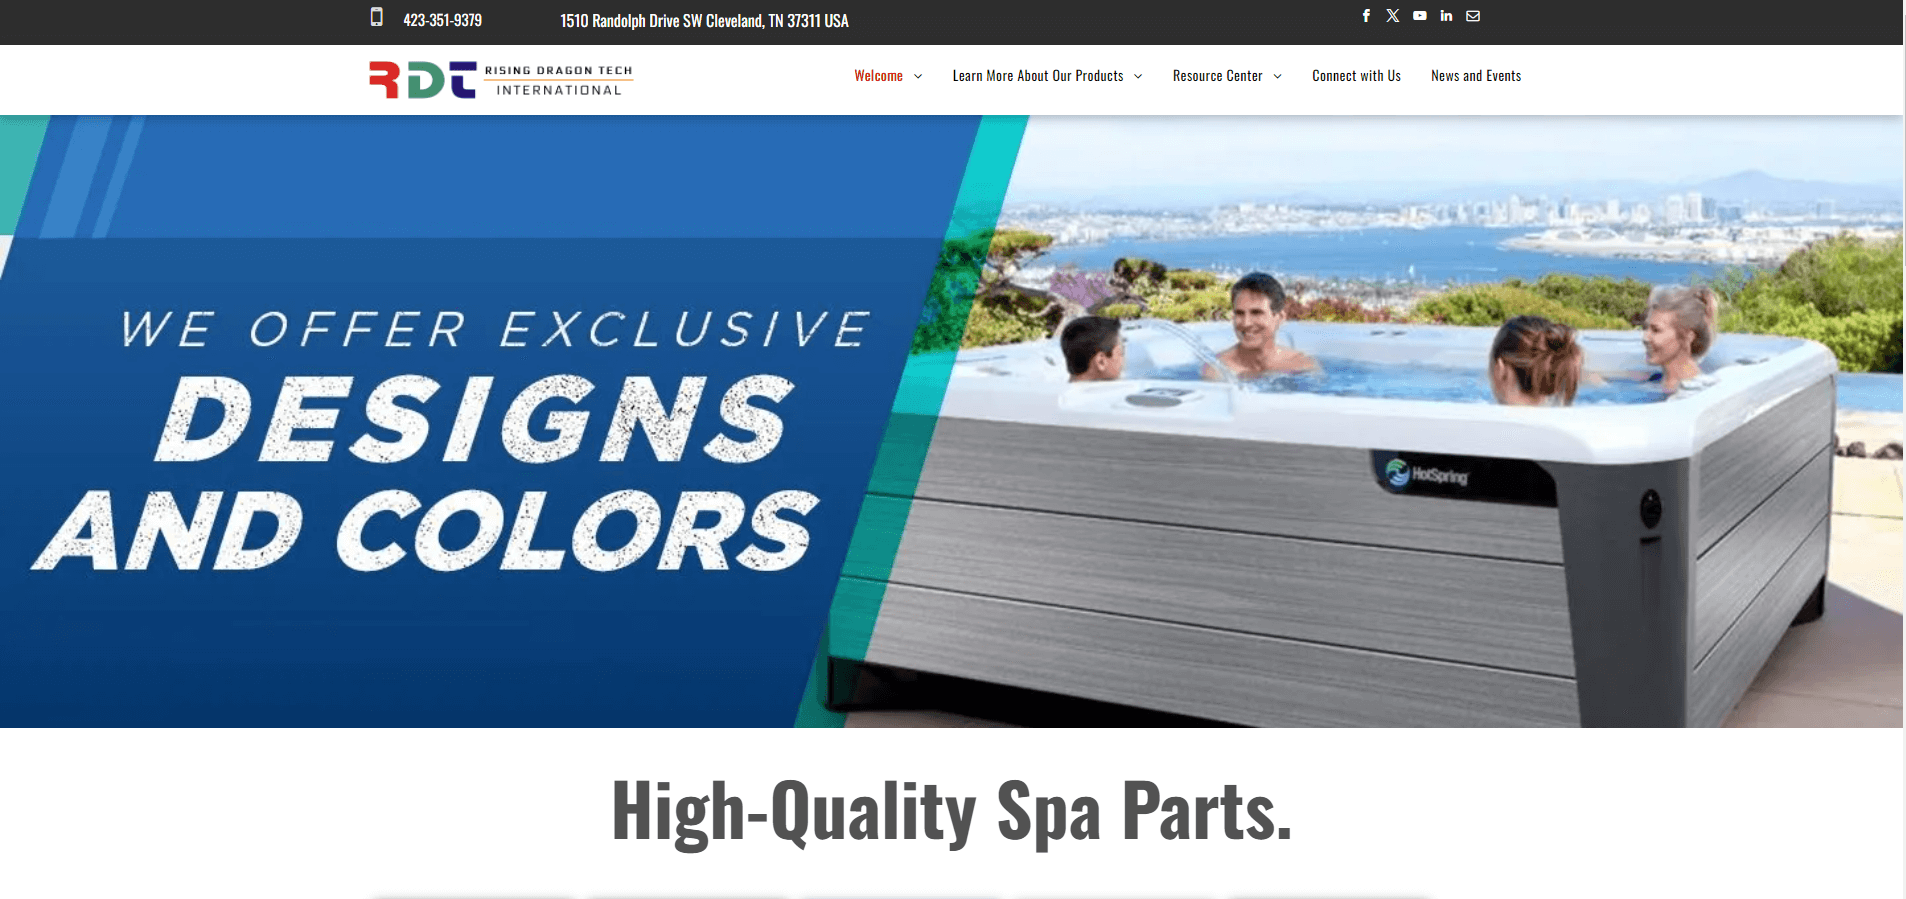 423-351-9379
1510 Randolph Drive SW Cleveland, TN 37311 USA
RDT
RISING DRAGON TECH
INTERNATIONAL
Welcome
Learn More About Our Products
Resource Center
Connect with Us
News and Events
WE OFFER EXCLUSIVE
DESIGNS
AND COLORS
HotSpring
High-Quality Spa Parts.